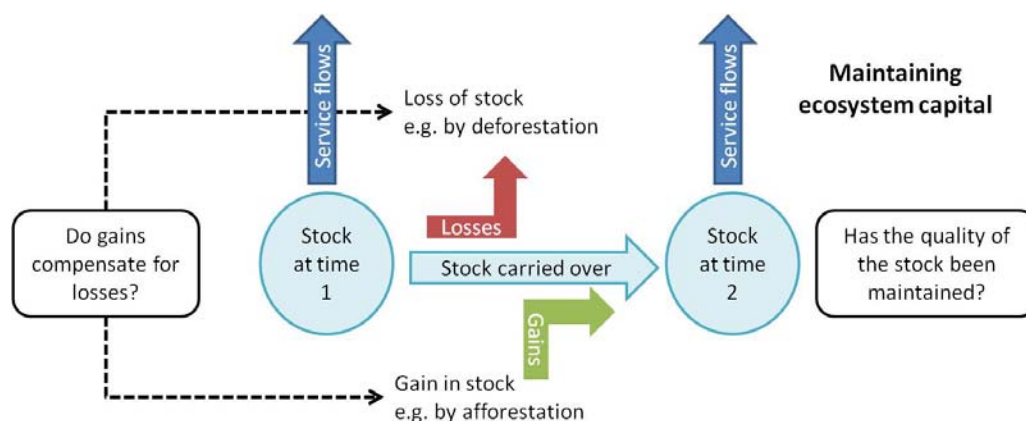 Service flows
Service flows
Maintaining
ecosystem capital
Loss of stock
e.g. by deforestation
Losses
Do gains
compensate for
losses?
Stock
at time
1
Stock carried over
Stock
at time
2
Has the quality of
the stock been
maintained?
Gains
Gain in stock
e.g. by afforestation